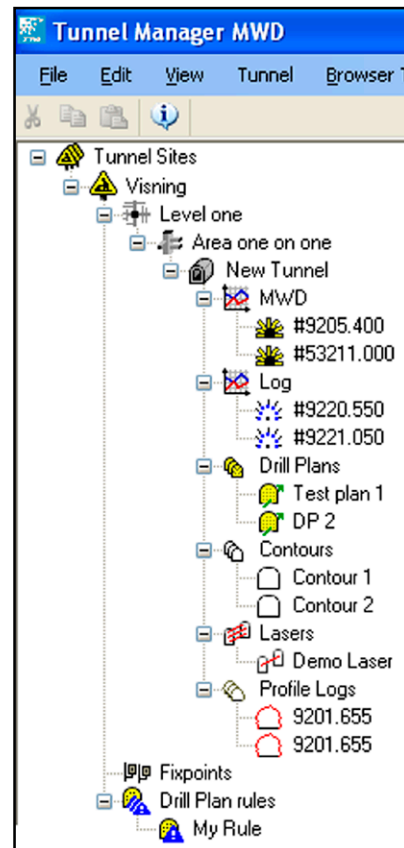 Tunnel Manager MWD
File Edit View Tunnel Browser
Tunnel Sites
Visning
Level one
Area one on one
New Tunnel
MWD
#9205.400
#53211.000
Log
#9220.550
#9221.050
Drill Plans
Test plan 1
DP 2
Contours
Contour 1
Contour 2
Lasers
Demo Laser
Profile Logs
9201.655
9201.655
Fixpoints
Drill Plan rules
My Rule